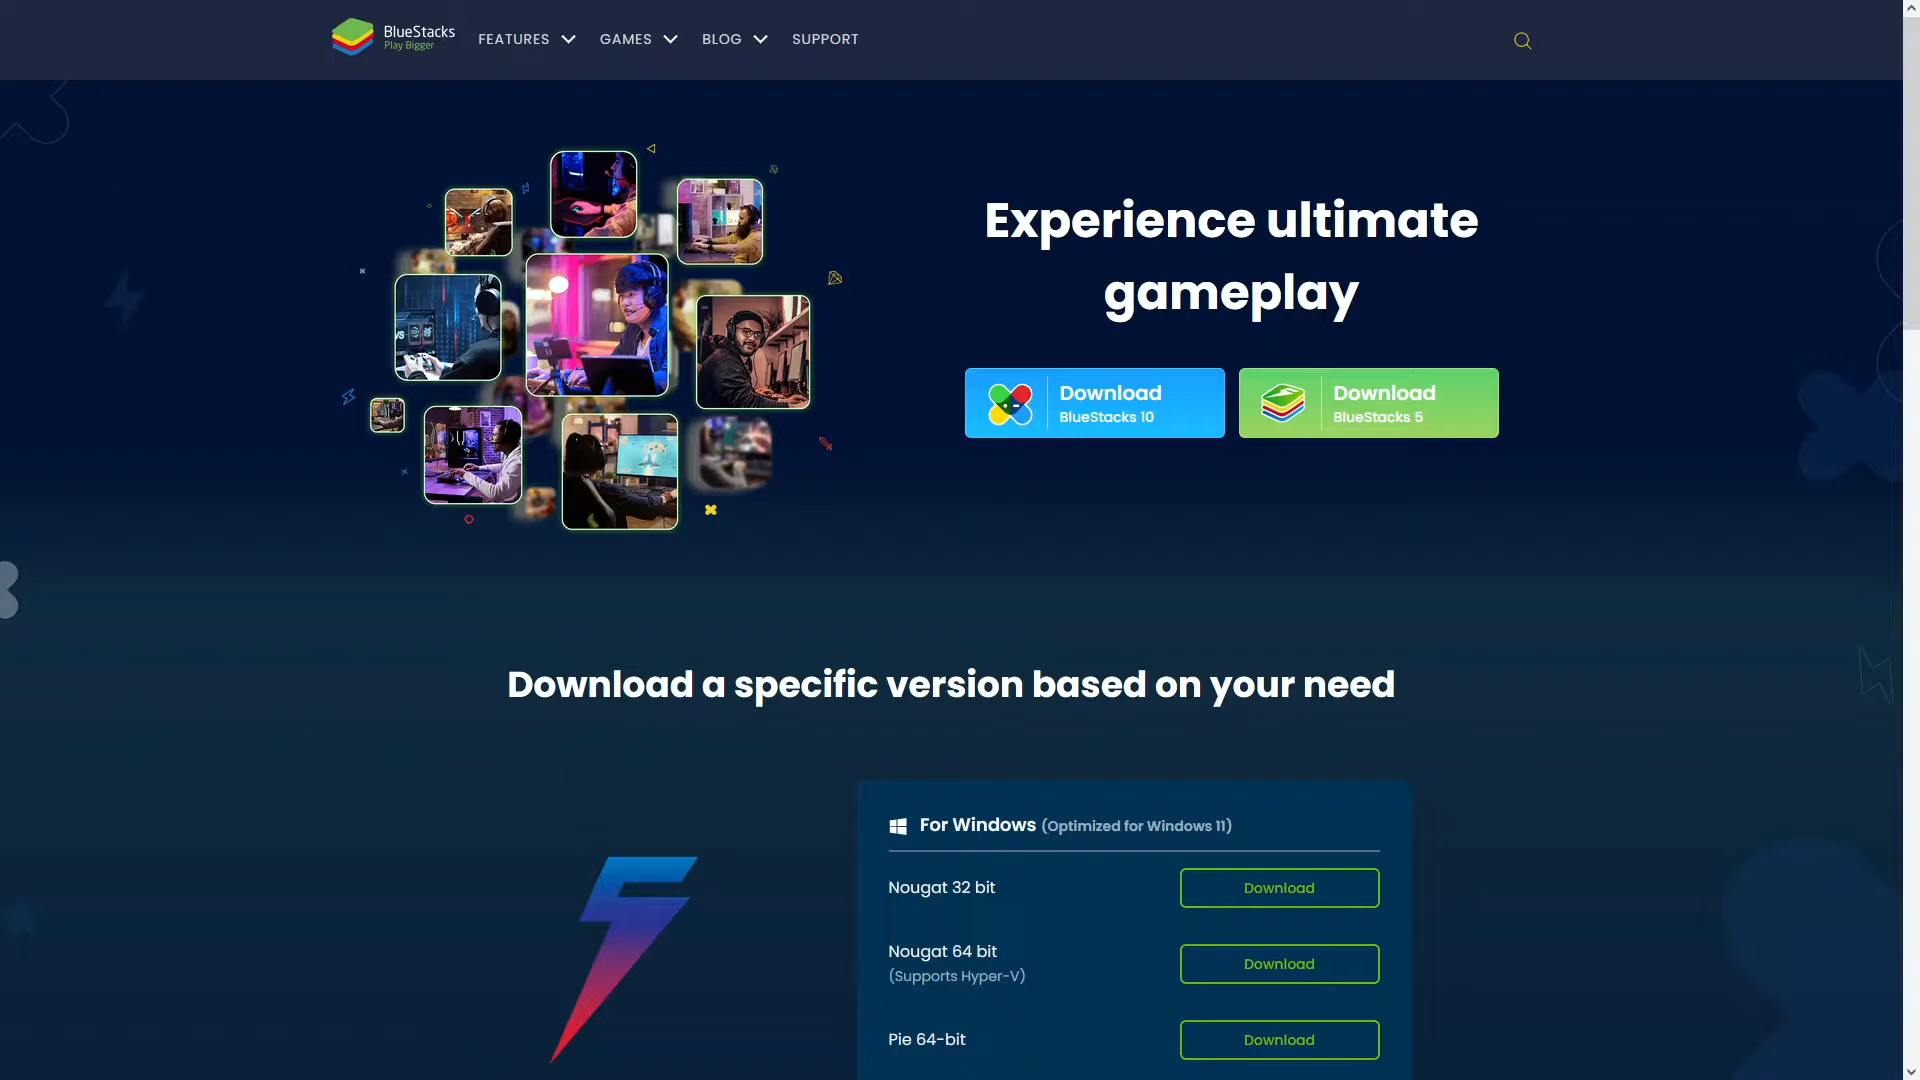 BlueStacks
Play Bigger
FEATURES
GAMES
BLOG
SUPPORT
Experience ultimate
gameplay
Download
BlueStacks 10
Download
BlueStacks 5
Download a specific version based on your need
For Windows (Optimized for Windows 11)
Nougat 32 bit
Download
Nougat 64 bit
(Supports Hyper-V)
Download
Pie 64-bit
Download